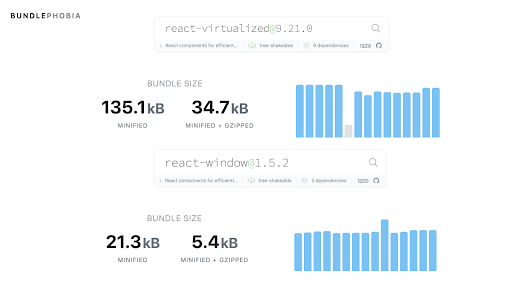 BUNDLEPHOBIA
react-virtualized@9.21.0
React components for efficientl... tree-shakeable 6 dependencies
BUNDLE SIZE
135.1 kB 34.7 kB
MINIFIED MINIFIED + GZIPPED
react-window@1.5.2
React components for efficientl... tree-shakeable 2 dependencies
BUNDLE SIZE
21.3 kB 5.4 kB
MINIFIED MINIFIED + GZIPPED